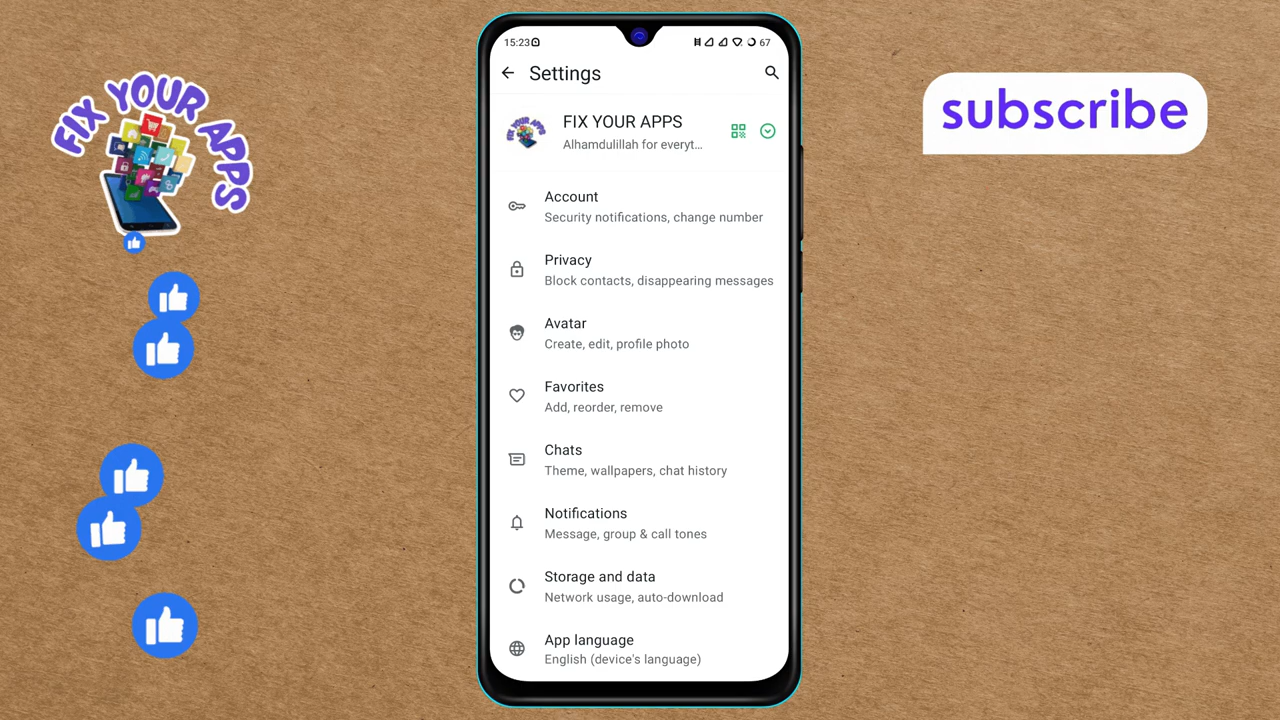 FIX YOUR APPS
subscribe
15:23
67
Settings
FIX YOUR APPS
Alhamdulillah for everyt...
Account
Security notifications, change number
Privacy
Block contacts, disappearing messages
Avatar
Create, edit, profile photo
Favorites
Add, reorder, remove
Chats
Theme, wallpapers, chat history
Notifications
Message, group & call tones
Storage and data
Network usage, auto-download
App language
English (device's language)